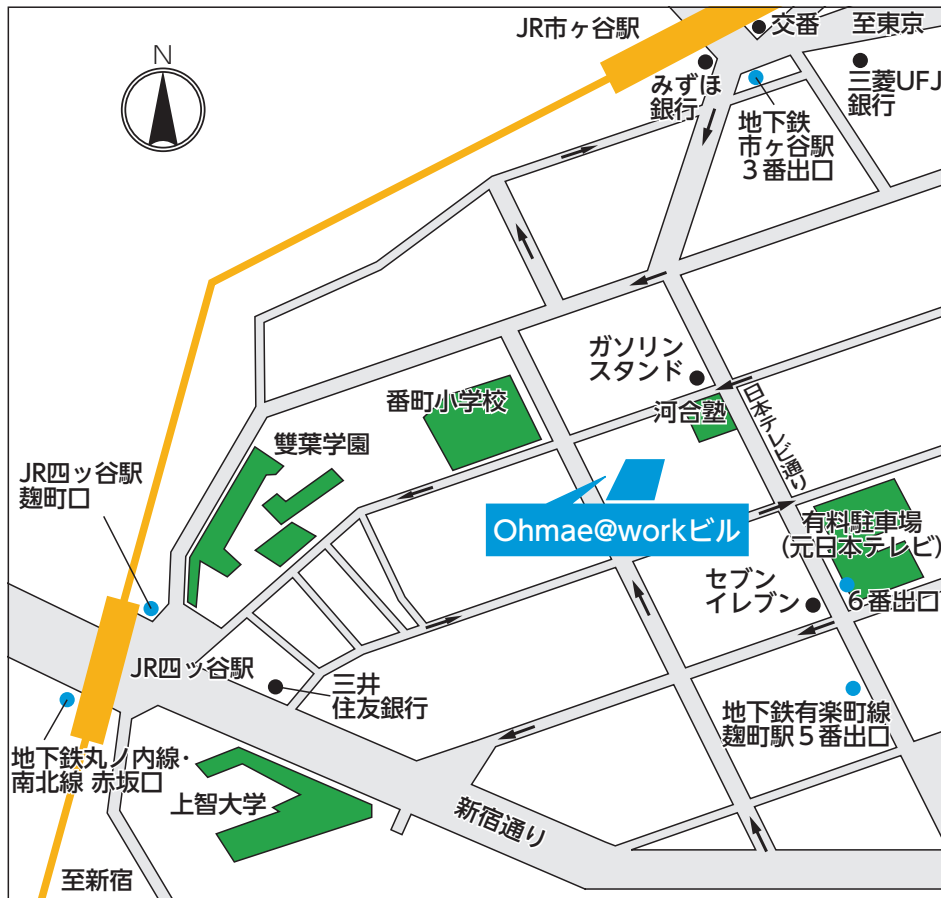 JR市ヶ谷駅
交番
至東京
N
みずほ
銀行
三菱UFJ
銀行
地下鉄
市ヶ谷駅
3番出口
ガソリン
スタンド
番町小学校
河合塾
日本テレビ通り
雙葉学園
JR四ッ谷駅
麹町口
Ohmae@workビル
有料駐車場
(元日本テレビ)
セブン
イレブン
6番出口
JR四ッ谷駅
三井
住友銀行
地下鉄有楽町線
麹町駅5番出口
地下鉄丸ノ内線・
南北線 赤坂口
上智大学
新宿通り
至新宿